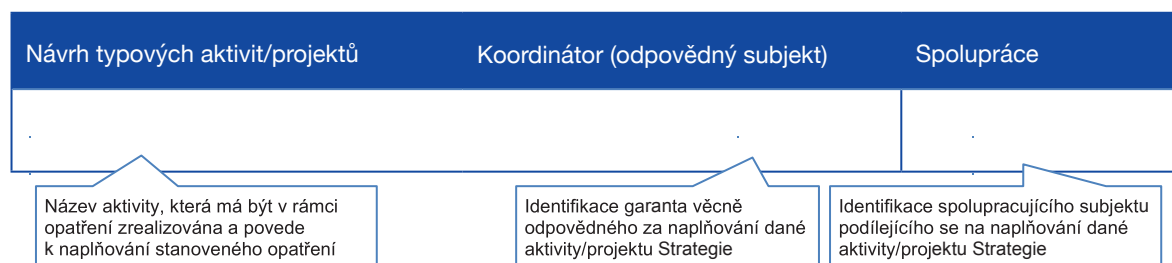 Návrh typových aktivit/projektů
Koordinátor (odpovědný subjekt)
Spolupráce
Název aktivity, která má být v rámci
opatření zrealizována a povede
k naplňování stanoveného opatření
Identifikace garanta věcně
odpovědného za naplňování dané
aktivity/projektu Strategie
Identifikace spolupracujícího subjektu
podílejícího se na naplňování dané
aktivity/projektu Strategie